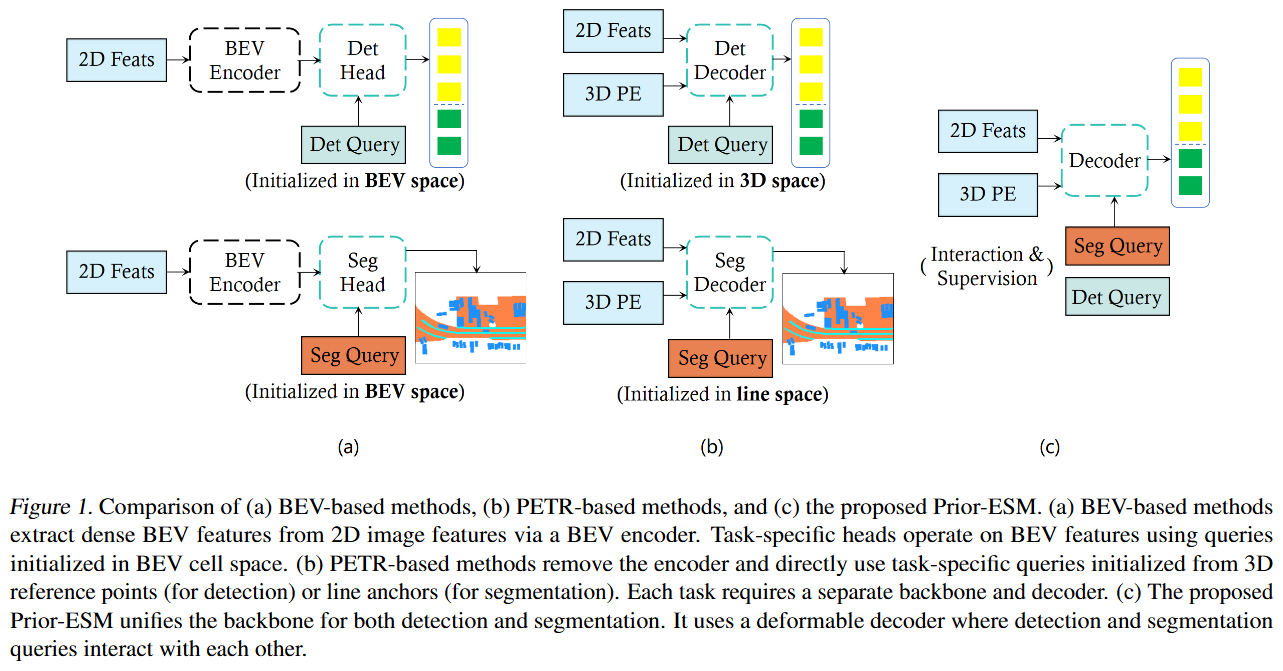 2D Feats
BEV
Encoder
Det
Head
Det Query
(Initialized in BEV space)
2D Feats
BEV
Encoder
Seg
Head
Seg Query
(Initialized in BEV space)
(a)
2D Feats
3D PE
Det
Decoder
Det Query
(Initialized in 3D space)
2D Feats
3D PE
Seg
Decoder
Seg Query
(Initialized in line space)
(b)
2D Feats
3D PE
Decoder
(Interaction &
Supervision)
Seg Query
Det Query
(c)
Figure 1. Comparison of (a) BEV-based methods, (b) PETR-based methods, and (c) the proposed Prior-ESM. (a) BEV-based methods
extract dense BEV features from 2D image features via a BEV encoder. Task-specific heads operate on BEV features using queries
initialized in BEV cell space. (b) PETR-based methods remove the encoder and directly use task-specific queries initialized from 3D
reference points (for detection) or line anchors (for segmentation). Each task requires a separate backbone and decoder. (c) The proposed
Prior-ESM unifies the backbone for both detection and segmentation. It uses a deformable decoder where detection and segmentation
queries interact with each other.